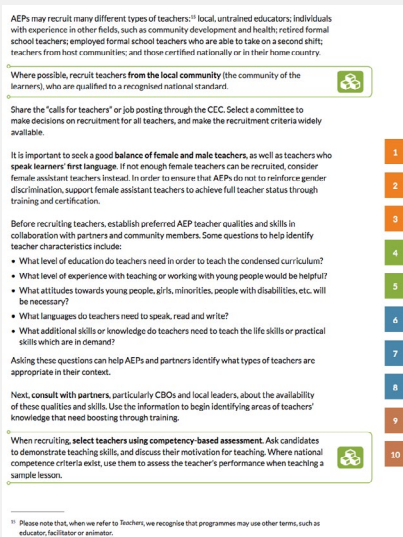 AEPs may recruit many different types of teachers:¹⁵ local, untrained educators; individuals
with experience in other fields, such as community development and health; retired formal
school teachers; employed formal school teachers who are able to take on a second shift;
teachers from host communities; and those certified nationally or in their home country.
Where possible, recruit teachers from the local community (the community of the
learners), who are qualified to a recognised national standard.
Share the "calls for teachers" or job posting through the CEC. Select a committee to
make decisions on recruitment for all teachers, and make the recruitment criteria widely
available.
It is important to seek a good balance of female and male teachers, as well as teachers who
speak learners' first language. If not enough female teachers can be recruited, consider
female assistant teachers instead. In order to ensure that AEPs do not to reinforce gender
discrimination, support female assistant teachers to achieve full teacher status through
training and certification.
Before recruiting teachers, establish preferred AEP teacher qualities and skills in
collaboration with partners and community members. Some questions to help identify
teacher characteristics include:
• What level of education do teachers need in order to teach the condensed curriculum?
• What level of experience with teaching or working with young people would be helpful?
• What attitudes towards young people, girls, minorities, people with disabilities, etc. will
be necessary?
• What languages do teachers need to speak, read and write?
• What additional skills or knowledge do teachers need to teach the life skills or practical
skills which are in demand?
Asking these questions can help AEPs and partners identify what types of teachers are
appropriate in their context.
Next, consult with partners, particularly CBOs and local leaders, about the availability
of these qualities and skills. Use the information to begin identifying areas of teachers'
knowledge that need boosting through training.
When recruiting, select teachers using competency-based assessment. Ask candidates
to demonstrate teaching skills, and discuss their motivation for teaching. Where national
competence criteria exist, use them to assess the teacher's performance when teaching a
sample lesson.
¹⁵ Please note that, when we refer to Teachers, we recognise that programmes may use other terms, such as
educator, facilitator or animator.
1
2
3
4
5
6
7
8
9
10